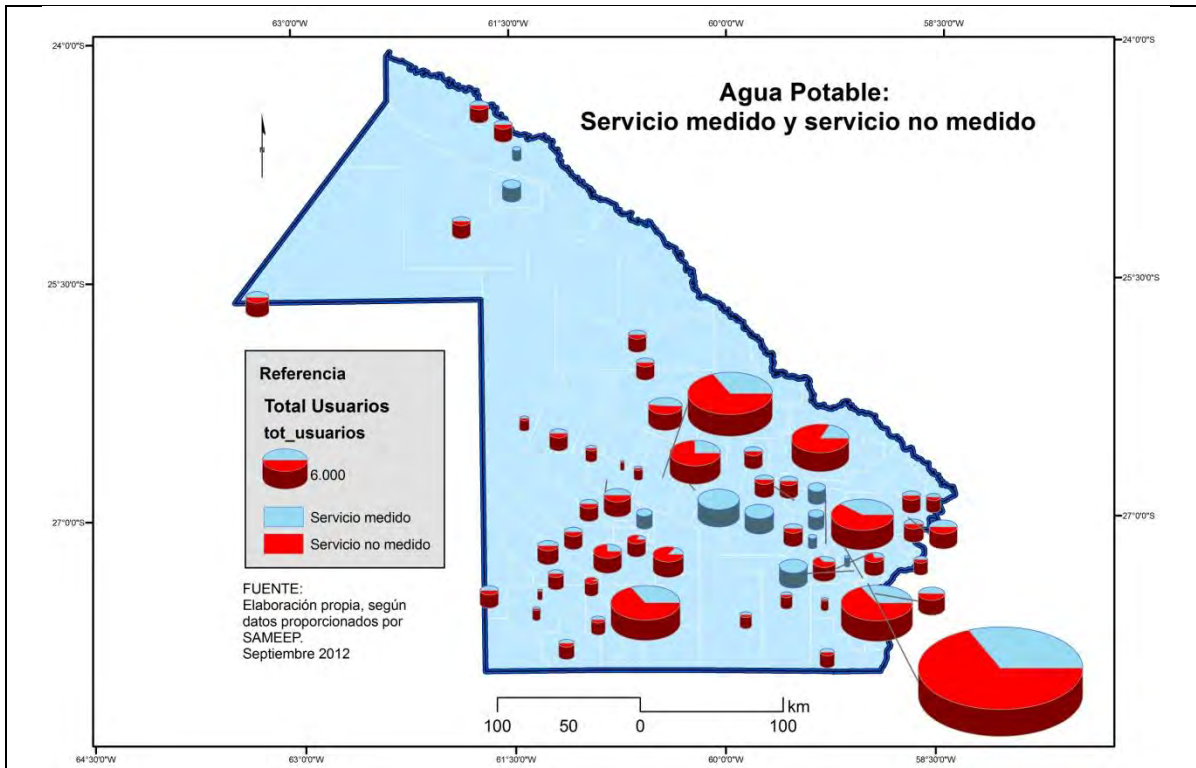 63°0'0"W 61°30'0"W 60°0'0"W 58°30'0"W
24°0'0"S 24°0'0"S
Agua Potable:
Servicio medido y servicio no medido
N
25°30'0"S 25°30'0"S
Referencia
Total Usuarios
tot_usuarios
6.000
Servicio medido
Servicio no medido
27°0'0"S 27°0'0"S
FUENTE:
Elaboración propia, según
datos proporcionados por
SAMEEP.
Septiembre 2012
km
100 50 0 100
64°30'0"W 63°0'0"W 61°30'0"W 60°0'0"W 58°30'0"W